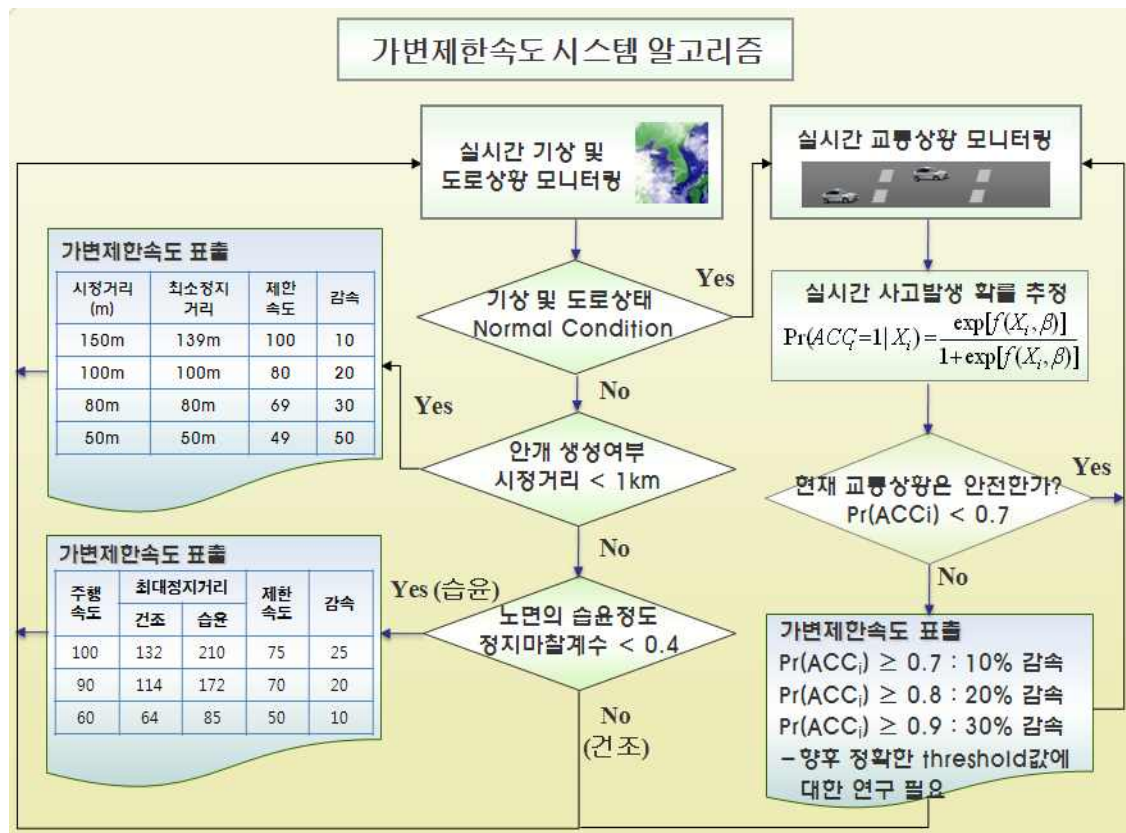 가변제한속도 시스템 알고리즘
실시간 기상 및
도로상황 모니터링
실시간 교통상황 모니터링
가변제한속도 표출
시정거리 최소정지 제한 감속
(m) 거리 속도
150m 139m 100 10
100m 100m 80 20
80m 80m 69 30
50m 50m 49 50
기상 및 도로상태
Normal Condition
Yes
No
실시간 사고발생 확률 추정
Pr(ACC_i=1|X_i)=exp[f(X_i,β)]/1+exp[f(X_i,β)]
Yes
안개 생성여부
시정거리 < 1km
No
현재 교통상황은 안전한가?
Pr(ACCi) < 0.7
Yes
No
가변제한속도 표출
주행 최대정지거리 제한 감속
속도 건조 습윤 속도
100 132 210 75 25
90 114 172 70 20
60 64 85 50 10
Yes (습윤)
노면의 습윤정도
정지마찰계수 < 0.4
No
(건조)
가변제한속도 표출
Pr(ACC_i) ≥ 0.7 : 10% 감속
Pr(ACC_i) ≥ 0.8 : 20% 감속
Pr(ACC_i) ≥ 0.9 : 30% 감속
-향후 정확한 threshold값에
대한 연구 필요